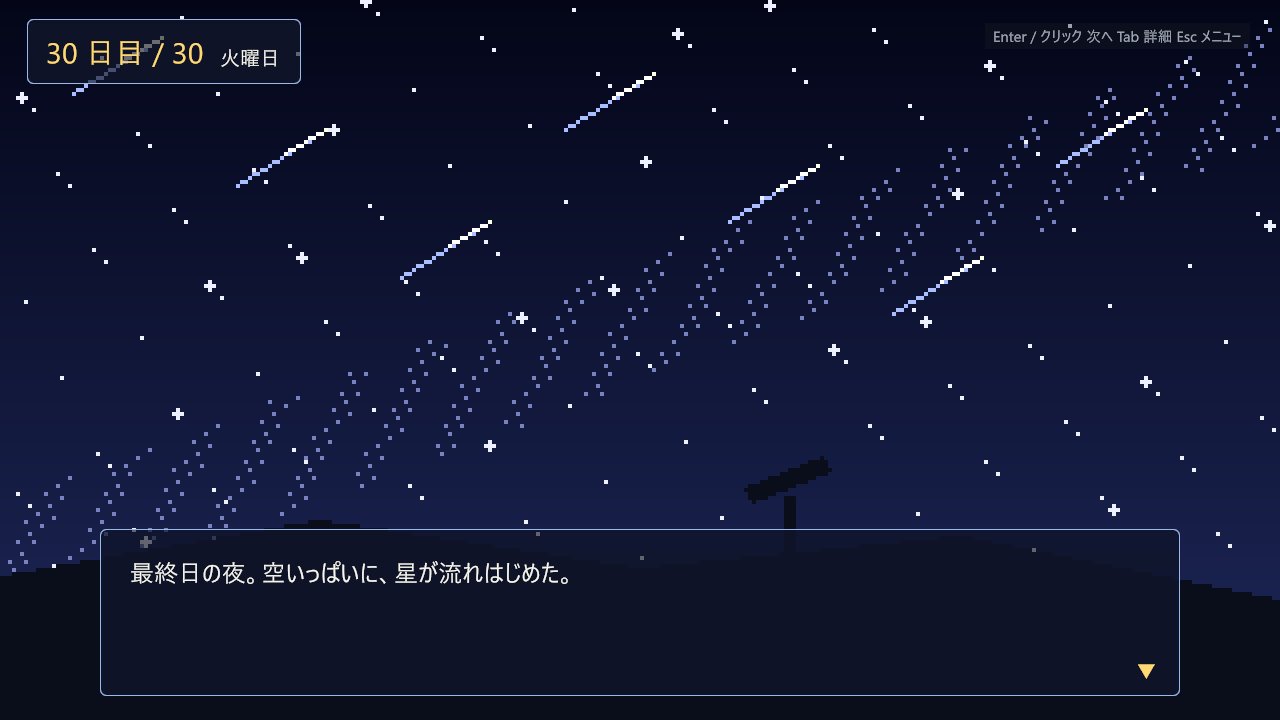 30 日目 / 30 火曜日
Enter / クリック 次へ Tab 詳細 Esc メニュー
最終日の夜。空いっぱいに、星が流れはじめた。